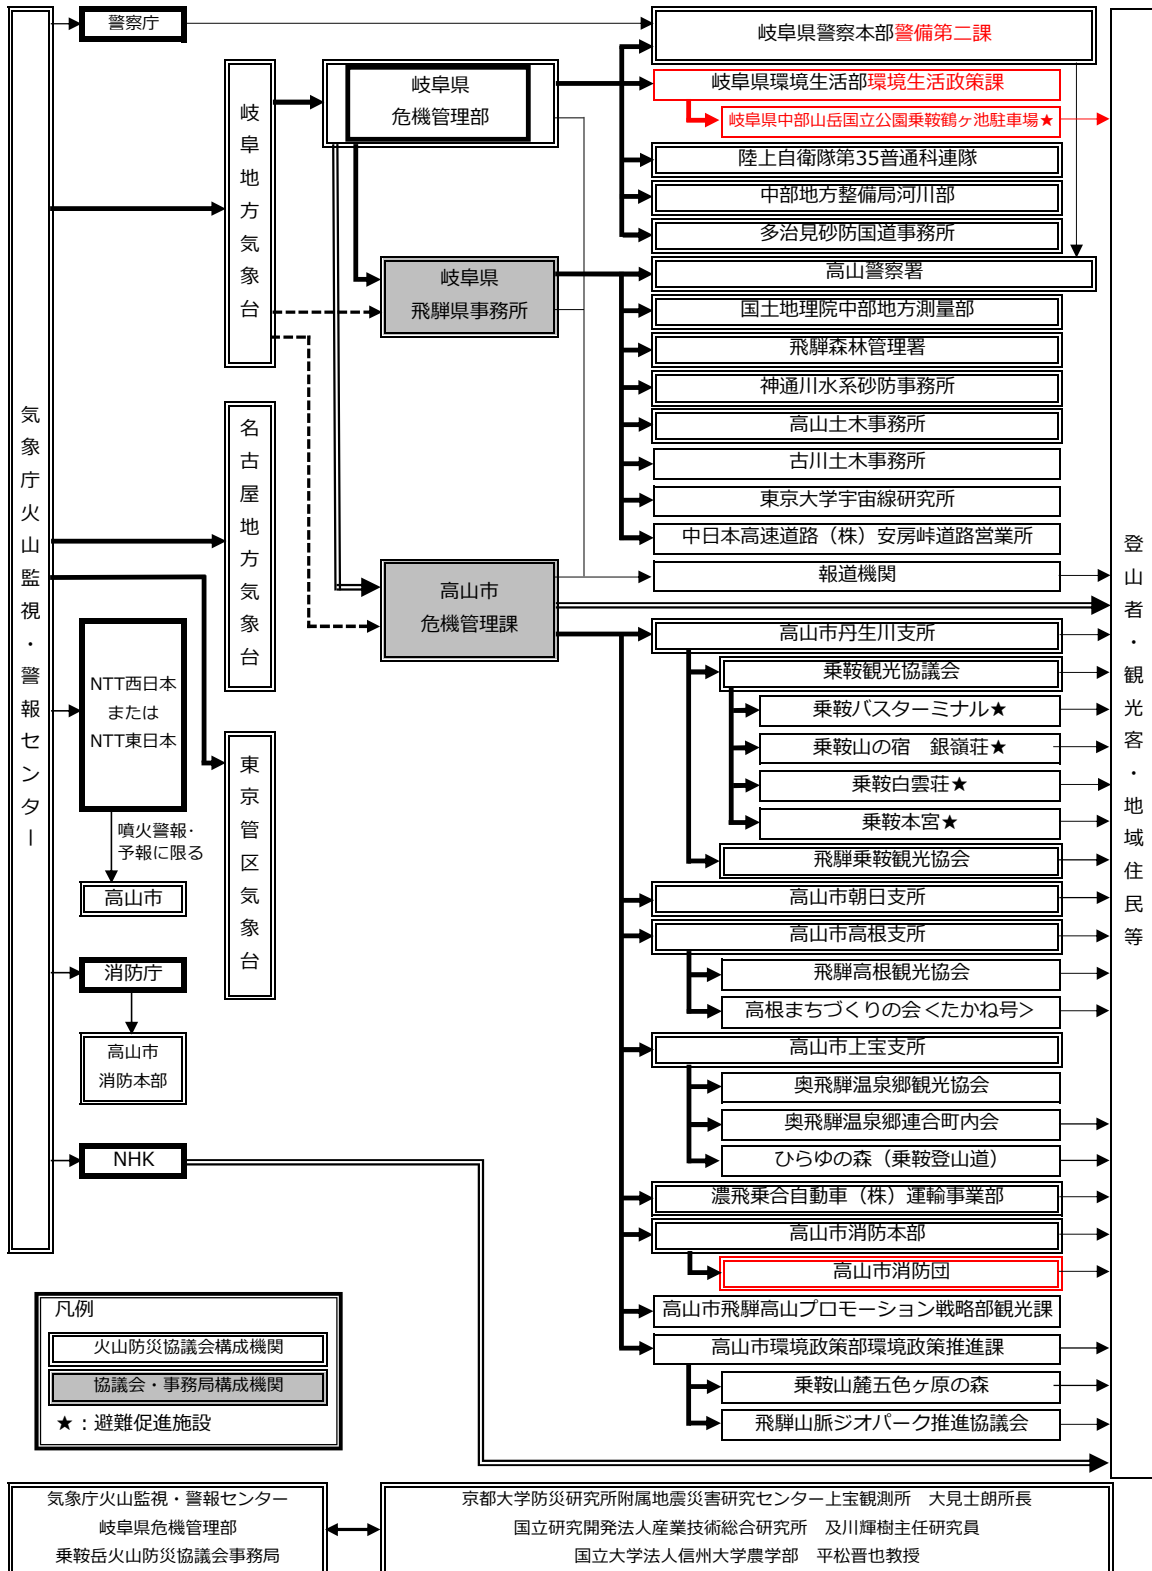 気象庁火山監視・警報センター
警察庁
岐阜地方気象台
名古屋地方気象台
東京管区気象台
NTT西日本
または
NTT東日本
噴火警報・
予報に限る
高山市
消防庁
高山市
消防本部
NHK
岐阜県
危機管理部
岐阜県
飛騨県事務所
高山市
危機管理課
岐阜県警察本部警備第二課
岐阜県環境生活部環境生活政策課
岐阜県中部山岳国立公園乗鞍鶴ヶ池駐車場★
陸上自衛隊第35普通科連隊
中部地方整備局河川部
多治見砂防国道事務所
高山警察署
国土地理院中部地方測量部
飛騨森林管理署
神通川水系砂防事務所
高山土木事務所
古川土木事務所
東京大学宇宙線研究所
中日本高速道路（株）安房峠道路営業所
報道機関
高山市丹生川支所
乗鞍観光協議会
乗鞍バスターミナル★
乗鞍山の宿　銀嶺荘★
乗鞍白雲荘★
乗鞍本宮★
飛騨乗鞍観光協会
高山市朝日支所
高山市高根支所
飛騨高根観光協会
高根まちづくりの会＜たかね号＞
高山市上宝支所
奥飛騨温泉郷観光協会
奥飛騨温泉郷連合町内会
ひらゆの森（乗鞍登山道）
濃飛乗合自動車（株）運輸事業部
高山市消防本部
高山市消防団
高山市飛騨高山プロモーション戦略部観光課
高山市環境政策部環境政策推進課
乗鞍山麓五色ヶ原の森
飛騨山脈ジオパーク推進協議会
登山者・観光客・地域住民等
凡例
火山防災協議会構成機関
協議会・事務局構成機関
★：避難促進施設
気象庁火山監視・警報センター
岐阜県危機管理部
乗鞍岳火山防災協議会事務局
京都大学防災研究所附属地震災害研究センター上宝観測所　大見士朗所長
国立研究開発法人産業技術総合研究所　及川輝樹主任研究員
国立大学法人信州大学農学部　平松晋也教授